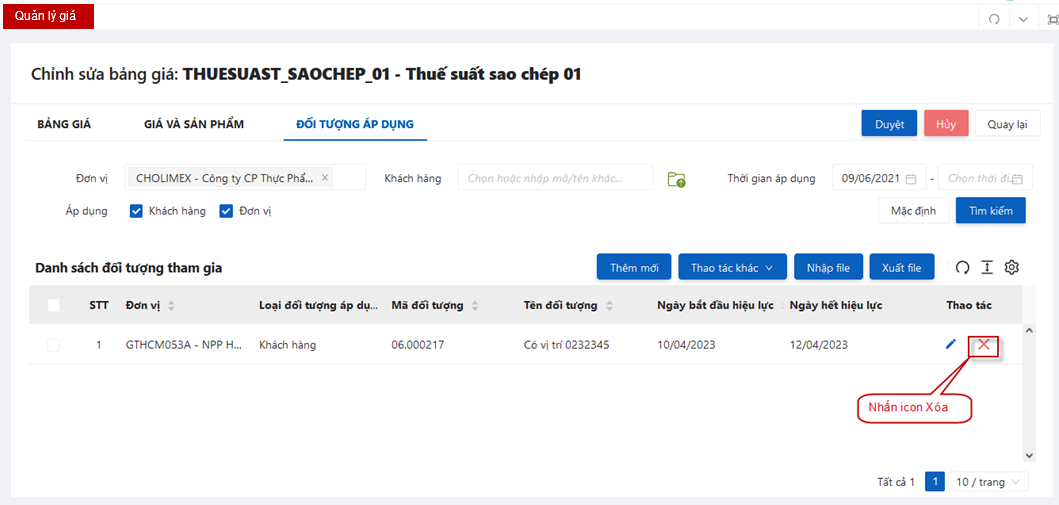 Quản lý giá
Chỉnh sửa bảng giá: THUESUAST_SAOCHEP_01 - Thuế suất sao chép 01
BẢNG GIÁ GIÁ VÀ SẢN PHẨM ĐỐI TƯỢNG ÁP DỤNG Duyệt Hủy Quay lại
Đơn vị CHOLIMEX - Công ty CP Thực Phẩ... × Khách hàng Chọn hoặc nhập mã/tên khác... Thời gian áp dụng 09/06/2021 - Chọn thời đi...
Áp dụng Khách hàng Đơn vị Mặc định Tìm kiếm
Danh sách đối tượng tham gia Thêm mới Thao tác khác Nhập file Xuất file
STT Đơn vị Loại đối tượng áp dụ... Mã đối tượng Tên đối tượng Ngày bắt đầu hiệu lực Ngày hết hiệu lực Thao tác
1 GTHCM053A - NPP H... Khách hàng 06.000217 Có vị trí 0232345 10/04/2023 12/04/2023
Nhấn icon Xóa
Tất cả 1 1 10 / trang